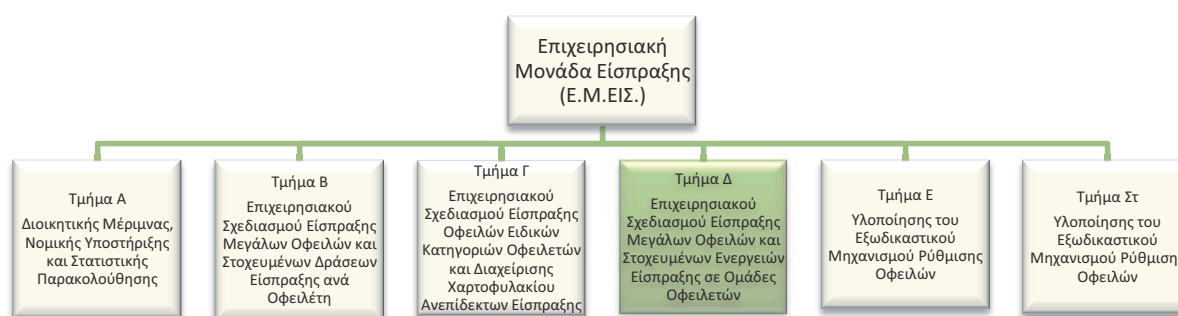 Επιχειρησιακή
Μονάδα Είσπραξης
(Ε.Μ.ΕΙΣ.)
Τμήμα Α
Διοικητικής Μέριμνας,
Νομικής Υποστήριξης
και Στατιστικής
Παρακολούθησης
Τμήμα Β
Επιχειρησιακού
Σχεδιασμού Είσπραξης
Μεγάλων Οφειλών και
Στοχευμένων Δράσεων
Είσπραξης ανά
Οφειλέτη
Τμήμα Γ
Επιχειρησιακού
Σχεδιασμού Είσπραξης
Οφειλών Ειδικών
Κατηγοριών Οφειλετών
και Διαχείρισης
Χαρτοφυλακίου
Ανεπίδεκτων Είσπραξης
Τμήμα Δ
Επιχειρησιακού
Σχεδιασμού Είσπραξης
Μεγάλων Οφειλών και
Στοχευμένων Ενεργειών
Είσπραξης σε Ομάδες
Οφειλετών
Τμήμα Ε
Υλοποίησης του
Εξωδικαστικού
Μηχανισμού Ρύθμισης
Οφειλών
Τμήμα Στ
Υλοποίησης του
Εξωδικαστικού
Μηχανισμού Ρύθμιση
Οφειλών